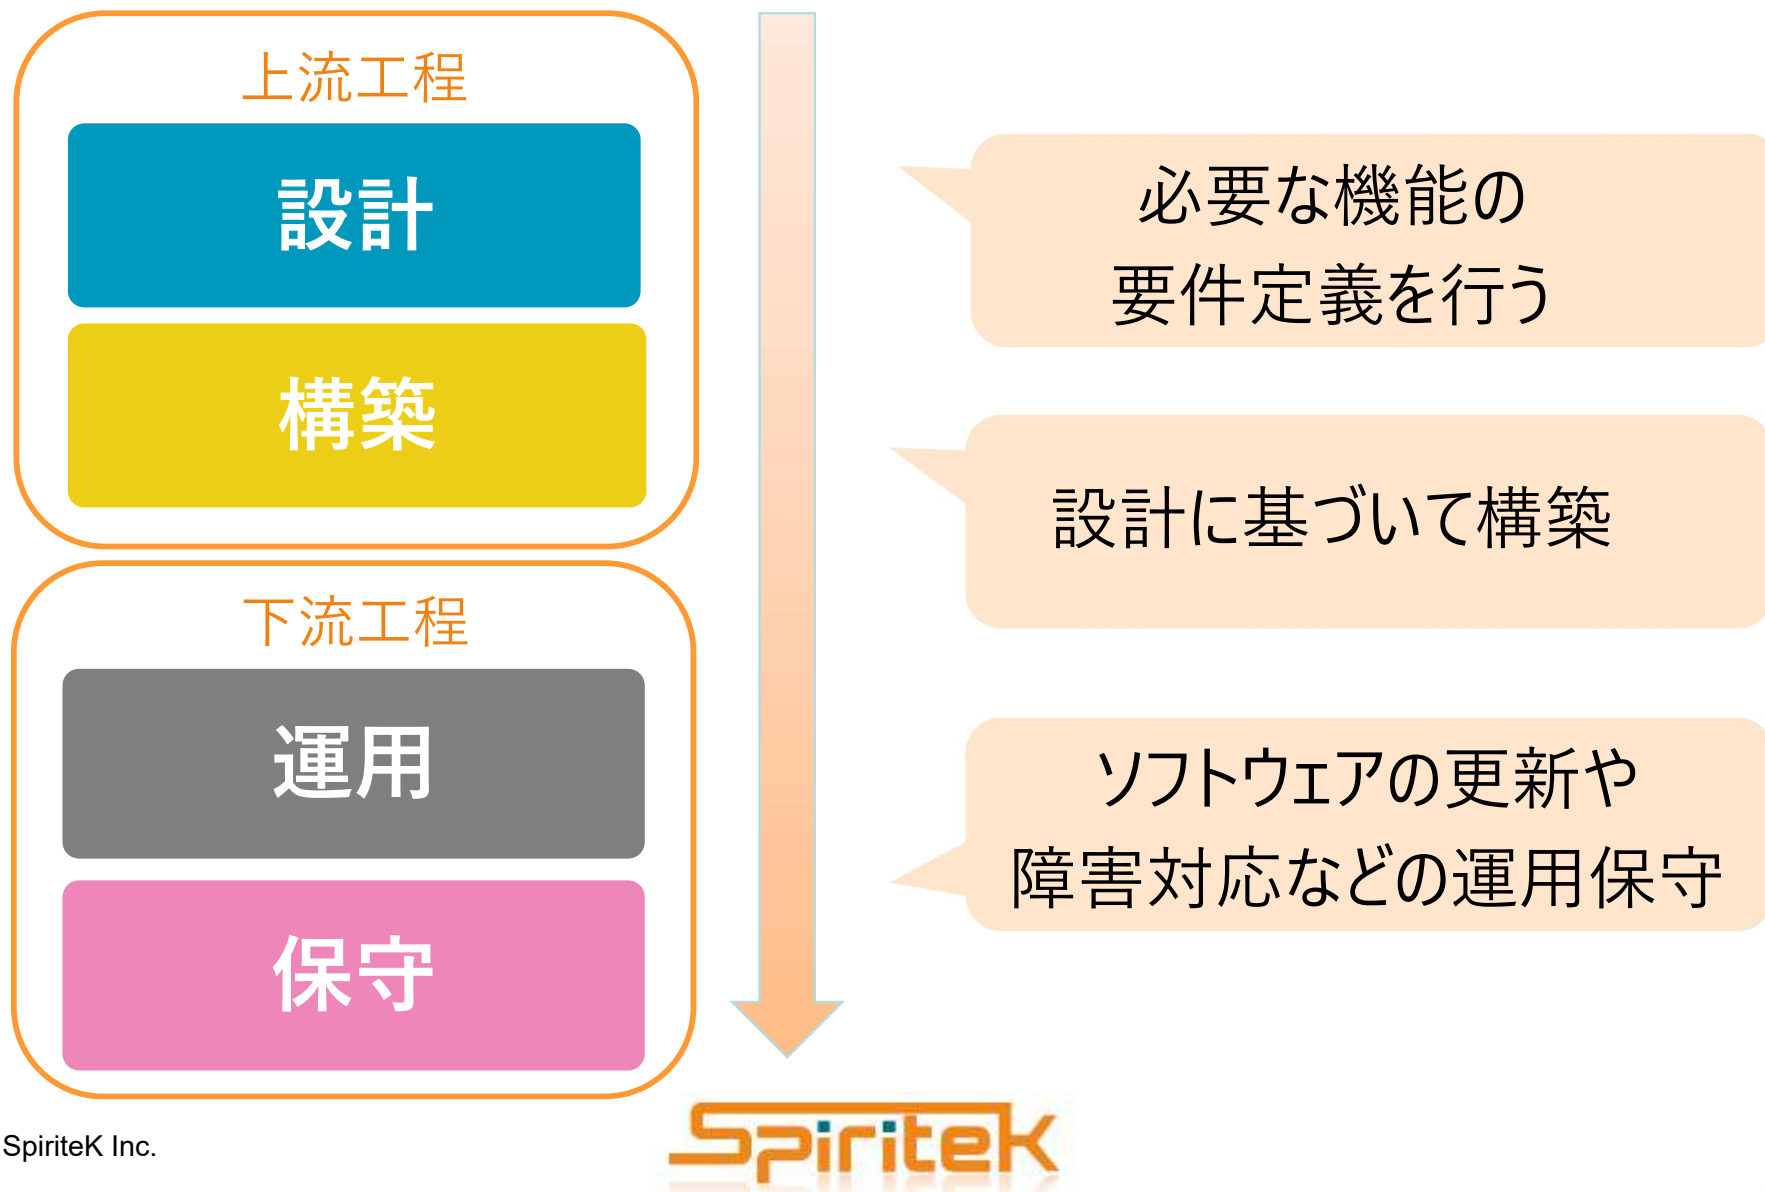 上流工程
設計
構築
下流工程
運用
保守
必要な機能の
要件定義を行う
設計に基づいて構築
ソフトウェアの更新や
障害対応などの運用保守
SpiriteK Inc.
SpiriteK